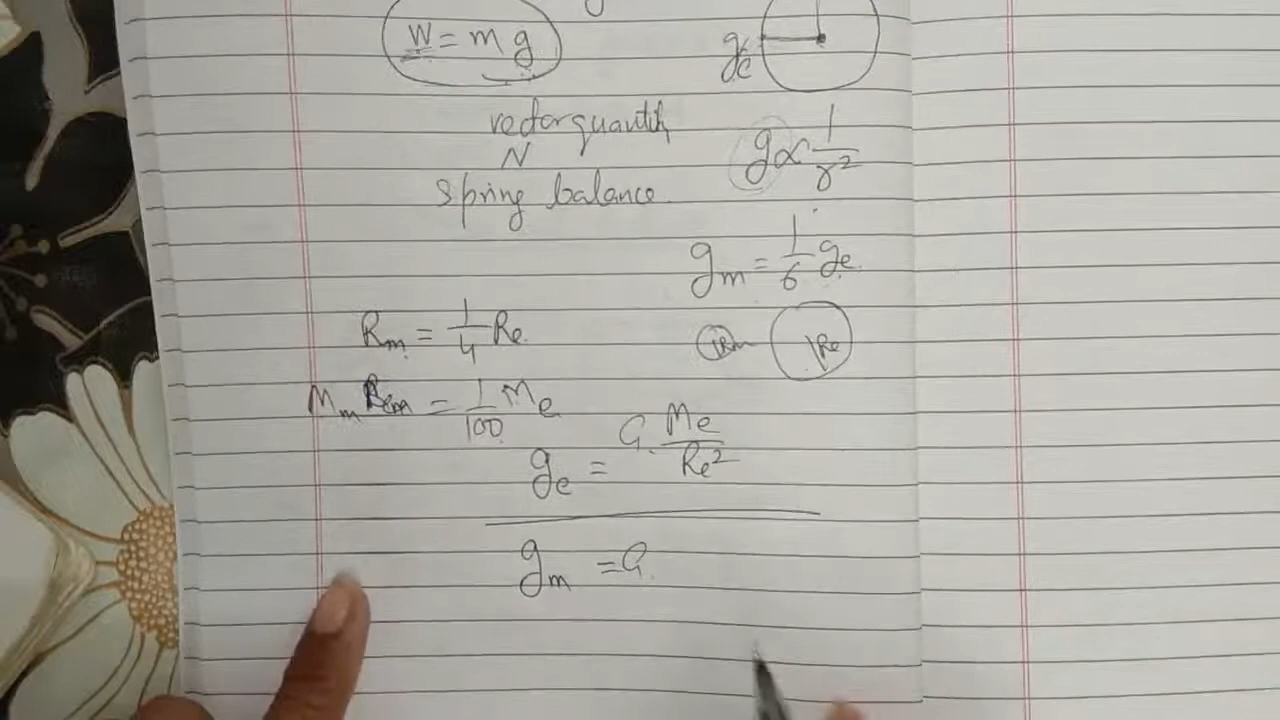 W = mg
ge
vector quantity
N
g ∝ 1/r²
spring balance
gm = 1/6 ge
Rm = 1/4 Re
Rm Re
Mm = 1/100 Me
ge = G. Me/Re²
gm = G